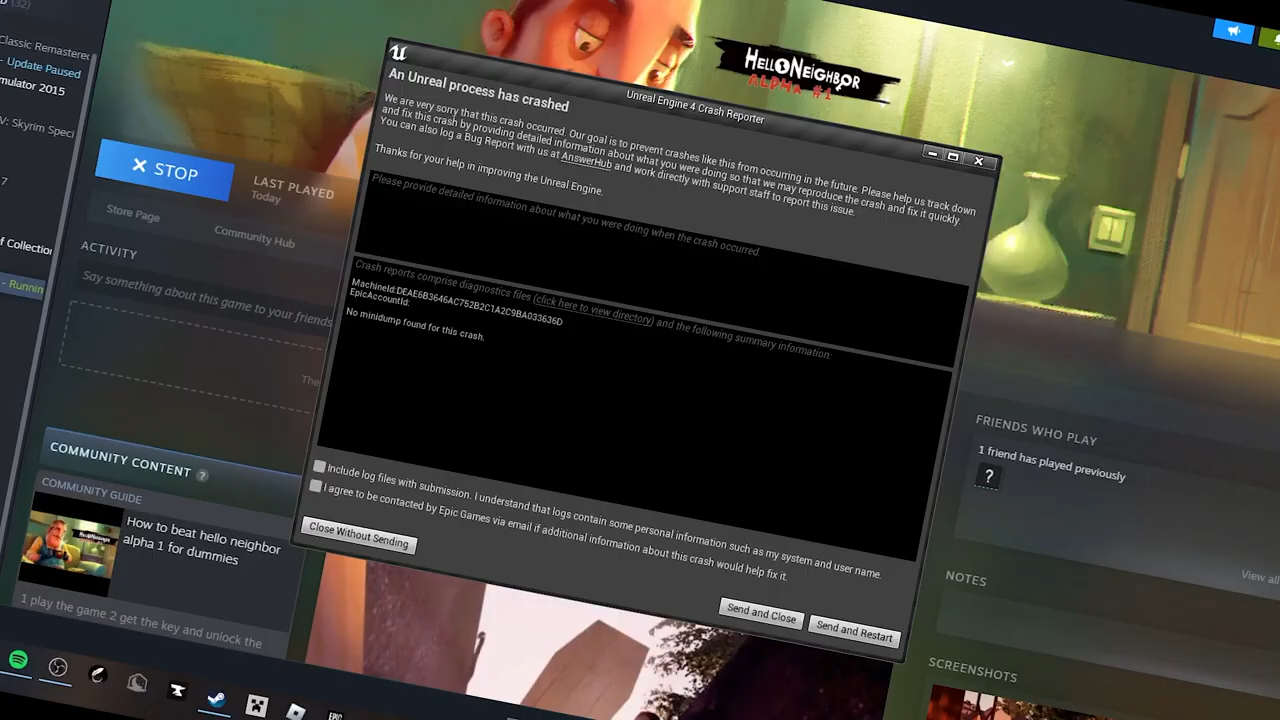 (32)
Classic Remastere
- Update Paused
mulator 2015
V: Skyrim Speci
7
of Collection
- Runnin
HELLO NEIGHBOR
ALPHA #1
STOP
LAST PLAYED
Today
Store Page
Community Hub
ACTIVITY
Say something about this game to your friends
The
COMMUNITY CONTENT ?
COMMUNITY GUIDE
HELLO NEIGHBOR
How to beat hello neighbor
alpha 1 for dummies
1 play the game 2 get the key and unlock the
Unreal Engine 4 Crash Reporter
An Unreal process has crashed
We are very sorry that this crash occurred. Our goal is to prevent crashes like this from occurring in the future. Please help us track down
and fix this crash by providing detailed information about what you were doing so that we may reproduce the crash and fix it quickly.
You can also log a Bug Report with us at AnswerHub and work directly with support staff to report this issue.
Thanks for your help in improving the Unreal Engine.
Please provide detailed information about what you were doing when the crash occurred.
Crash reports comprise diagnostics files (click here to view directory) and the following summary information:
MachineId:DEAE6B3646AC752B2C1A2C9BA033636D
EpicAccountId:
No minidump found for this crash.
Include log files with submission. I understand that logs contain some personal information such as my system and user name.
I agree to be contacted by Epic Games via email if additional information about this crash would help fix it.
Close Without Sending
Send and Close
Send and Restart
FRIENDS WHO PLAY
1 friend has played previously
?
View all
NOTES
SCREENSHOTS
EPIC